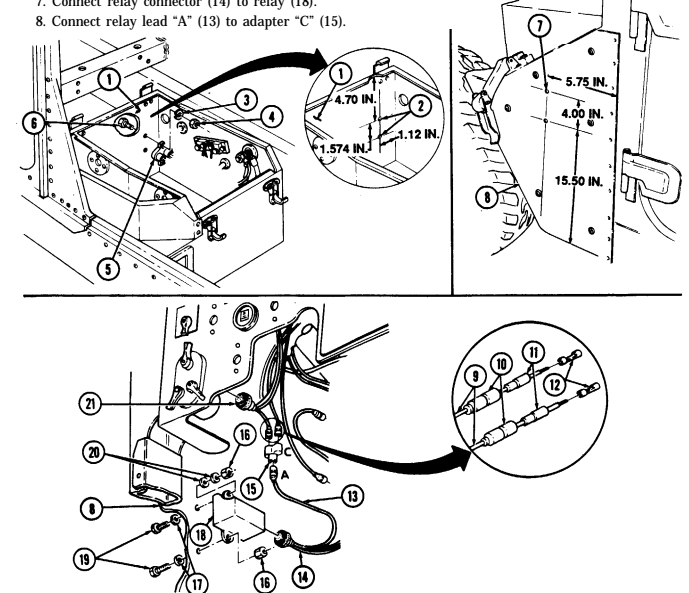 7. Connect relay connector (14) to relay (18).
8. Connect relay lead “A” (13) to adapter “C” (15).
1
3
4
6
5
1
4.70 IN.
2
1.12 IN.
1.574 IN.
7
5.75 IN.
4.00 IN.
15.50 IN.
8
21
20
16
C
15
A
13
8
18
19
17
16
14
9
10
11
12